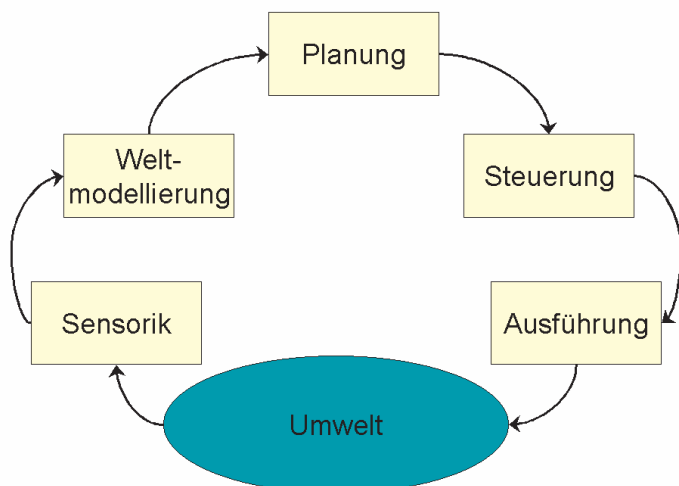 Planung
Welt-
modellierung
Steuerung
Sensorik
Ausführung
Umwelt